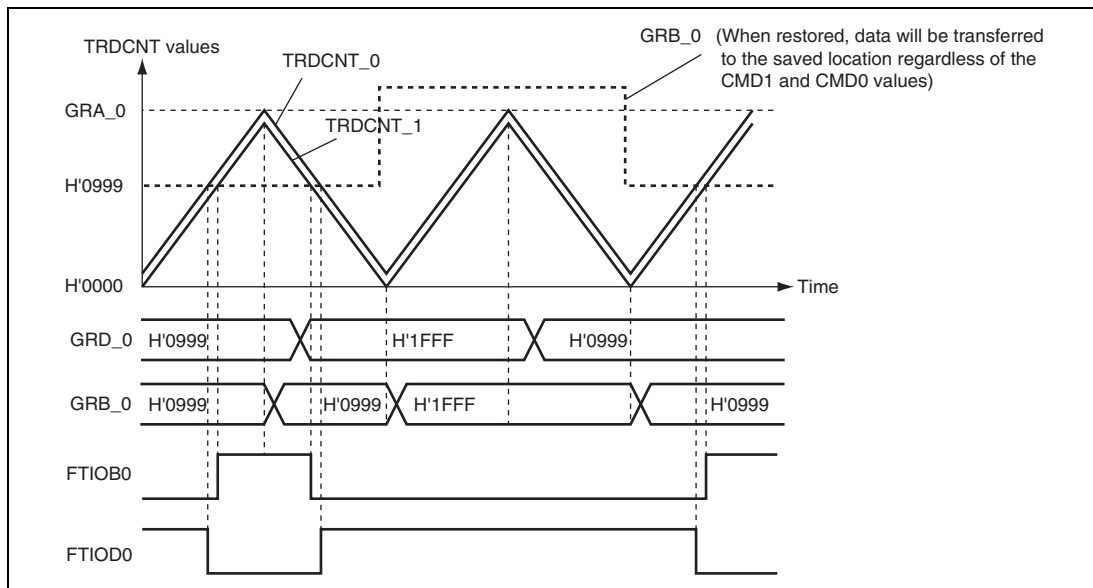 TRDCNT values
GRB_0 (When restored, data will be transferred
to the saved location regardless of the
CMD1 and CMD0 values)
TRDCNT_0
GRA_0
TRDCNT_1
H'0999
H'0000
Time
GRD_0 H'0999 H'1FFF H'0999
GRB_0 H'0999 H'0999 H'1FFF H'0999
FTIOB0
FTIOD0